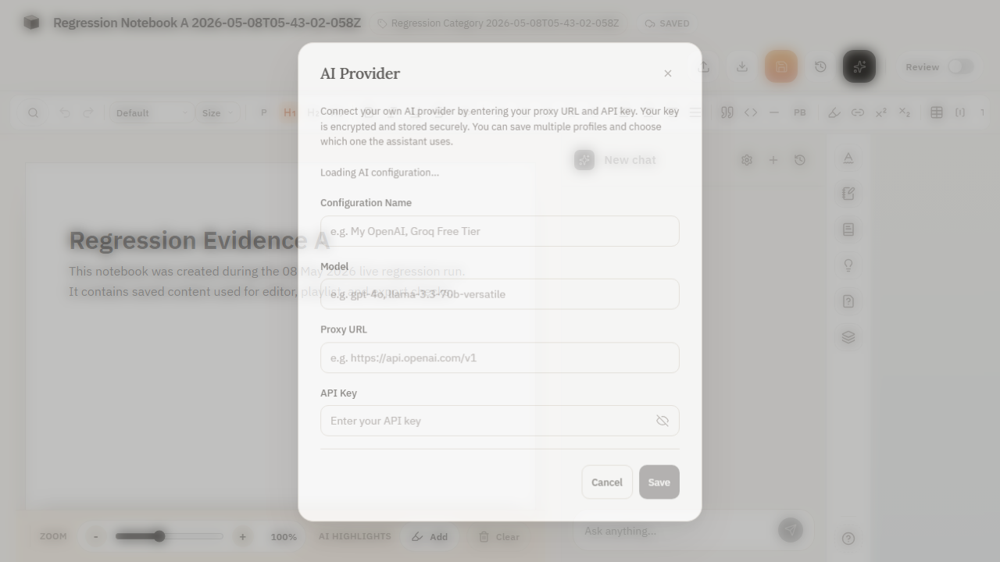 Regression Notebook A 2026-05-08T05-43-02-058Z
Regression Category 2026-05-08T05-43-02-058Z
SAVED
Review
Default
Size
P
H1
PB
AI Provider
Connect your own AI provider by entering your proxy URL and API key. Your key
is encrypted and stored securely. You can save multiple profiles and choose
which one the assistant uses.
New chat
Loading AI configuration...
Configuration Name
e.g. My OpenAI, Groq Free Tier
Regression Evidence A
Model
This notebook was created during the 08 May 2026 live regression run.
It contains saved content used for editor, playlist,
e.g. gpt-4o, llama-3.3-70b-versatile
Proxy URL
e.g. https://api.openai.com/v1
API Key
Enter your API key
Cancel
Save
ZOOM
-
+
100%
AI HIGHLIGHTS
Add
Clear
Ask anything...